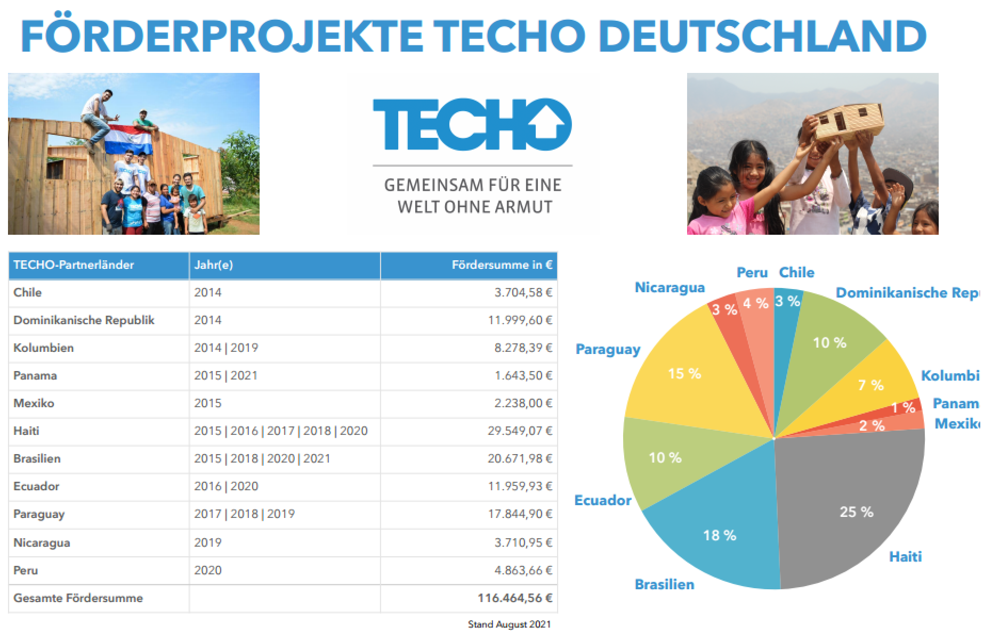 FÖRDERPROJEKTE TECHO DEUTSCHLAND
TECHO
GEMEINSAM FÜR EINE
WELT OHNE ARMUT
TECHO-Partnerländer Jahr(e) Fördersumme in €
Chile 2014 3.704,58 €
Dominikanische Republik 2014 11.999,60 €
Kolumbien 2014 | 2019 8.278,39 €
Panama 2015 | 2021 1.643,50 €
Mexiko 2015 2.238,00 €
Haiti 2015 | 2016 | 2017 | 2018 | 2020 29.549,07 €
Brasilien 2015 | 2018 | 2020 | 2021 20.671,98 €
Ecuador 2016 | 2020 11.959,93 €
Paraguay 2017 | 2018 | 2019 17.844,90 €
Nicaragua 2019 3.710,95 €
Peru 2020 4.863,66 €
Gesamte Fördersumme 116.464,56 €
Stand August 2021
Peru Chile
Nicaragua
Dominikanische Rep
3 % 4 % 3 %
10 %
Paraguay
15 %
Kolumbi
7 %
Panam
1 %
Mexik
2 %
10 %
Ecuador
25 %
18 %
Haiti
Brasilien